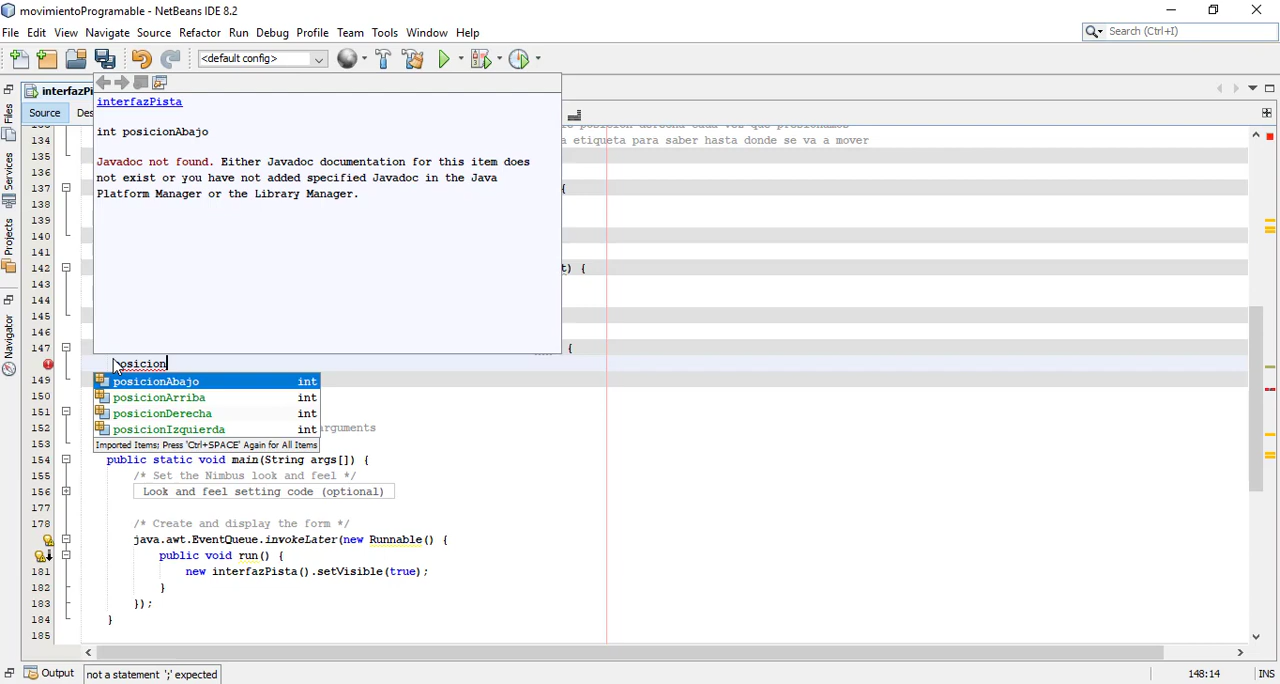 movimientoProgramable - NetBeans IDE 8.2
File Edit View Navigate Source Refactor Run Debug Profile Team Tools Window Help
Search (Ctrl+I)
<default config>
interfazPi
Source Des
Files
Services
Projects
Navigator
interfazPista
int posicionAbajo
Javadoc not found. Either Javadoc documentation for this item does
not exist or you have not added specified Javadoc in the Java
Platform Manager or the Library Manager.
134 a etiqueta para saber hasta donde se va a mover
135
136
137 {
138
139
140
141
142 t) {
143
144
145
146
147 {
posicion
149
posicionAbajo int
150 posicionArriba int
151 posicionDerecha int
152 posicionIzquierda int arguments
153 Imported Items; Press 'Ctrl+SPACE' Again for All Items
154 public static void main(String args[]) {
155 /* Set the Nimbus look and feel */
156 Look and feel setting code (optional)
177
178 /* Create and display the form */
java.awt.EventQueue.invokeLater(new Runnable() {
public void run() {
181 new interfazPista().setVisible(true);
182 }
183 });
184 }
185
Output
not a statement ';' expected
148:14 INS